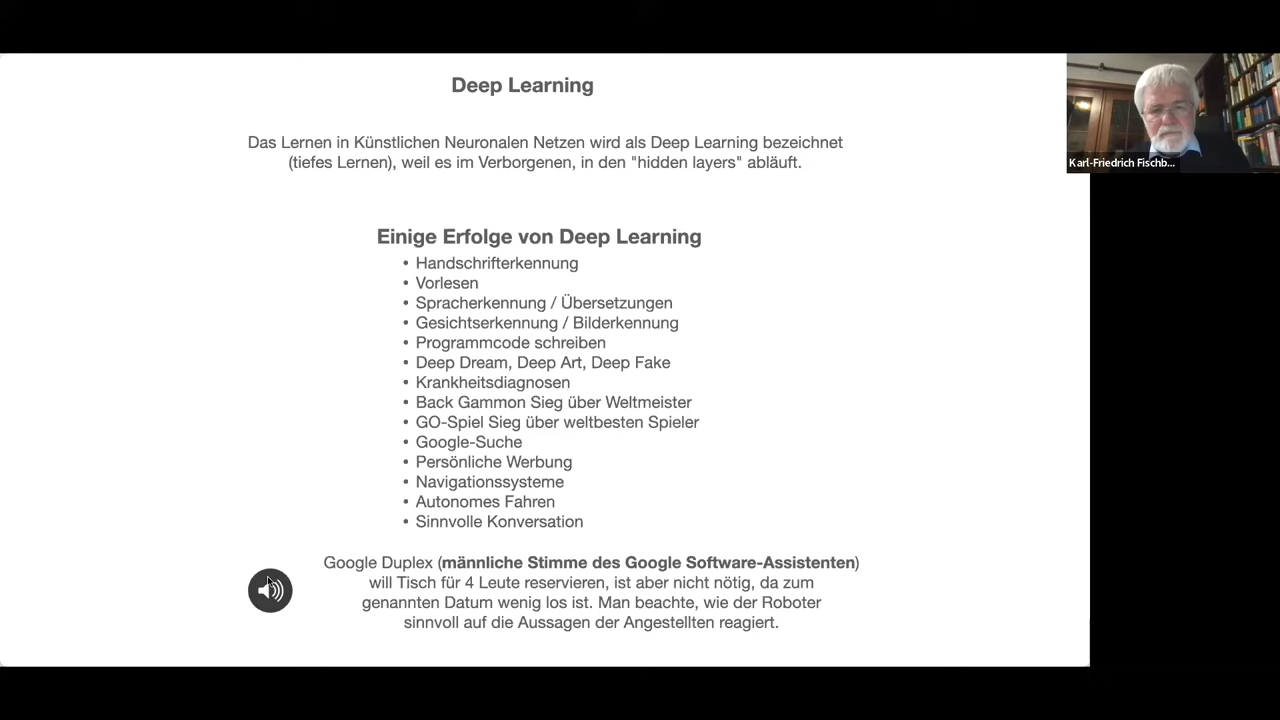 Deep Learning
Das Lernen in Künstlichen Neuronalen Netzen wird als Deep Learning bezeichnet
(tiefes Lernen), weil es im Verborgenen, in den "hidden layers" abläuft.
Karl-Friedrich Fischb...
Einige Erfolge von Deep Learning
• Handschrifterkennung
• Vorlesen
• Spracherkennung / Übersetzungen
• Gesichtserkennung / Bilderkennung
• Programmcode schreiben
• Deep Dream, Deep Art, Deep Fake
• Krankheitsdiagnosen
• Back Gammon Sieg über Weltmeister
• GO-Spiel Sieg über weltbesten Spieler
• Google-Suche
• Persönliche Werbung
• Navigationssysteme
• Autonomes Fahren
• Sinnvolle Konversation
Google Duplex (männliche Stimme des Google Software-Assistenten)
will Tisch für 4 Leute reservieren, ist aber nicht nötig, da zum
genannten Datum wenig los ist. Man beachte, wie der Roboter
sinnvoll auf die Aussagen der Angestellten reagiert.